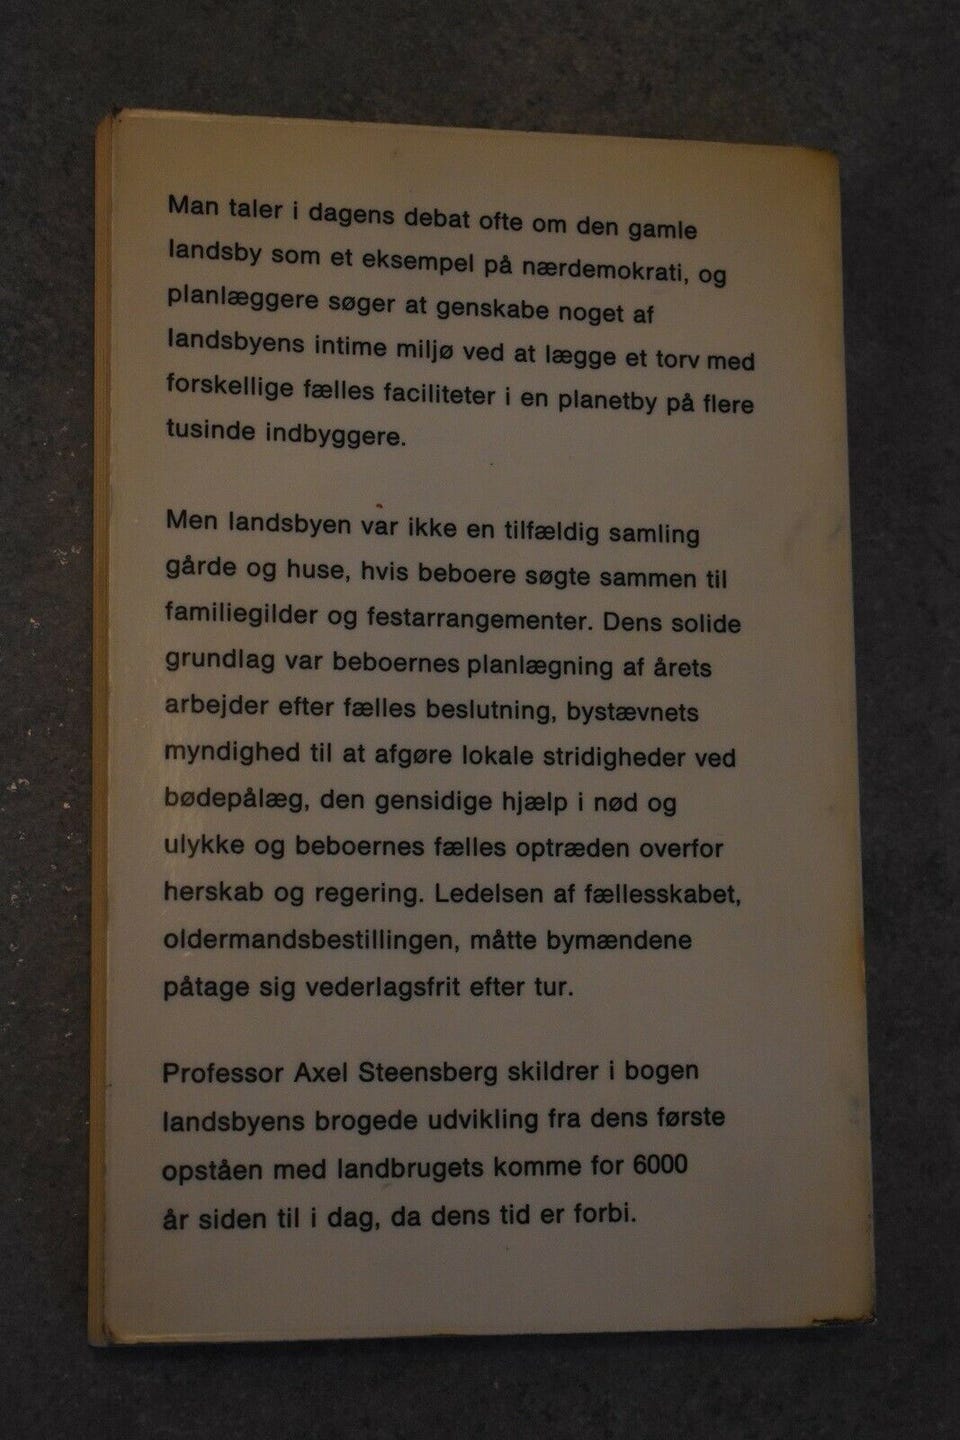 Man taler i dagens debat ofte om den gamle
landsby som et eksempel på nærdemokrati, og
planlæggere søger at genskabe noget af
landsbyens intime miljø ved at lægge et torv med
forskellige fælles faciliteter i en planetby på flere
tusinde indbyggere.
Men landsbyen var ikke en tilfældig samling
gårde og huse, hvis beboere søgte sammen til
familiegilder og festarrangementer. Dens solide
grundlag var beboernes planlægning af årets
arbejder efter fælles beslutning, bystævnets
myndighed til at afgøre lokale stridigheder ved
bødepålæg, den gensidige hjælp i nød og
ulykke og beboernes fælles optræden overfor
herskab og regering. Ledelsen af fællesskabet,
oldermandsbestillingen, måtte bymændene
påtage sig vederlagsfrit efter tur.
Professor Axel Steensberg skildrer i bogen
landsbyens brogede udvikling fra dens første
opståen med landbrugets komme for 6000
år siden til i dag, da dens tid er forbi.